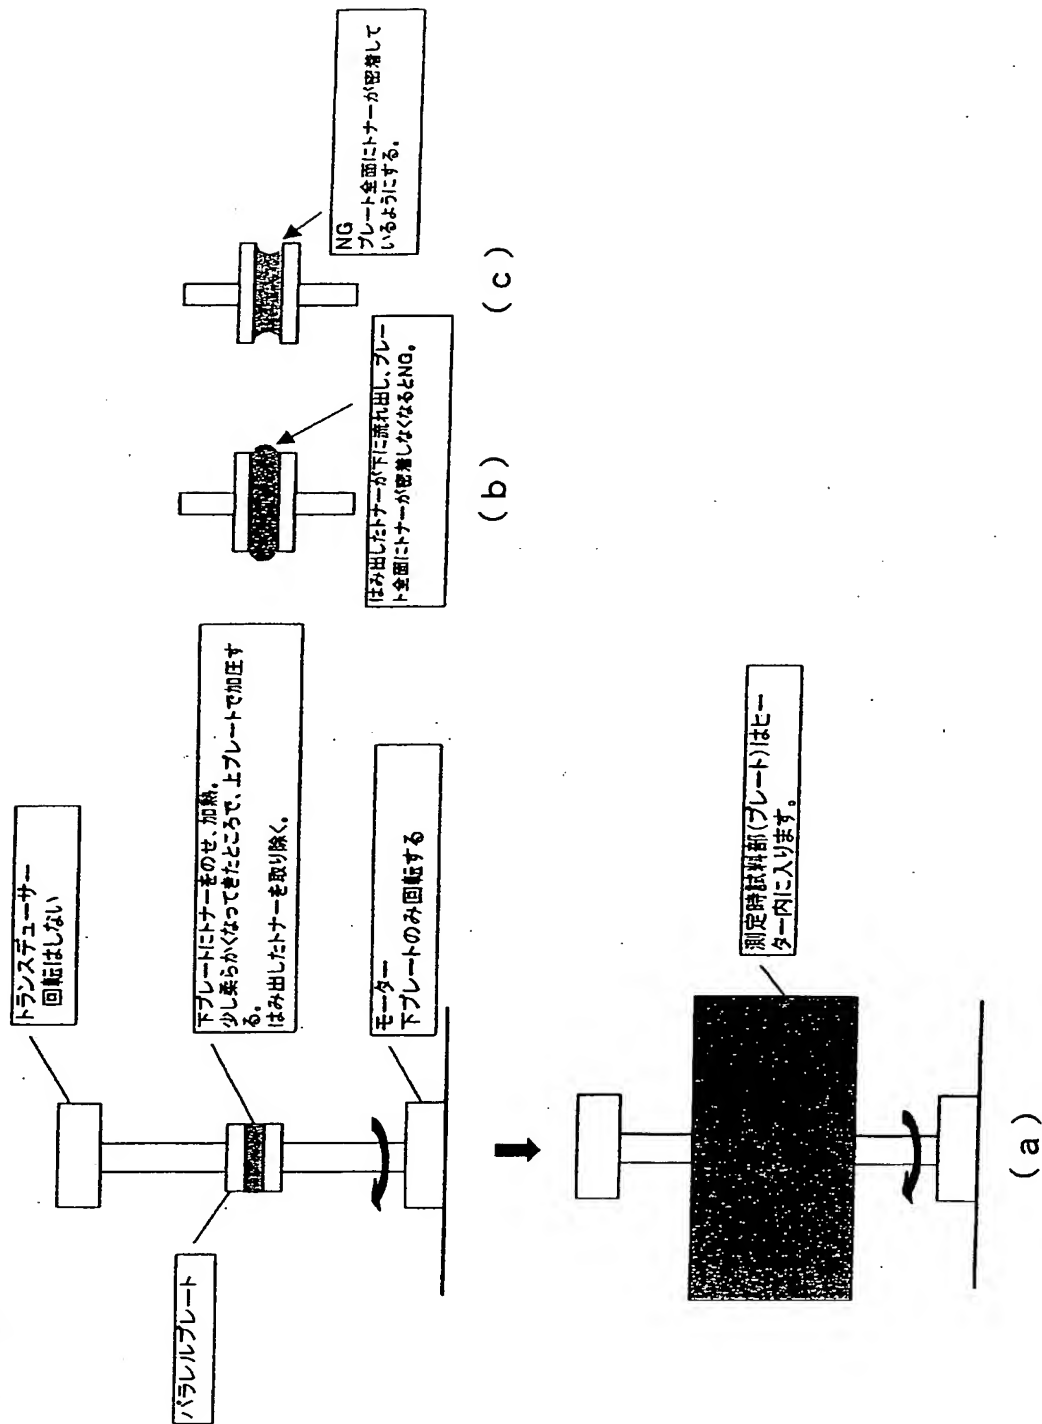 トランスデューサー
回転はしない
パラレルプレート
下プレートにトナーをのせ、加熱。
少し柔らかくなってきたところで、上プレートで加圧す
る。
はみ出したトナーを取り除く。
モーター
下プレートのみ回転する
測定時試料部(プレート)はヒー
ター内に入ります。
(a)
はみ出したトナーが下に流れ出し、プレー
ト全面にトナーが密着しなくなるとNG。
(b)
NG
プレート全面にトナーが密着して
いるようにする。
(c)